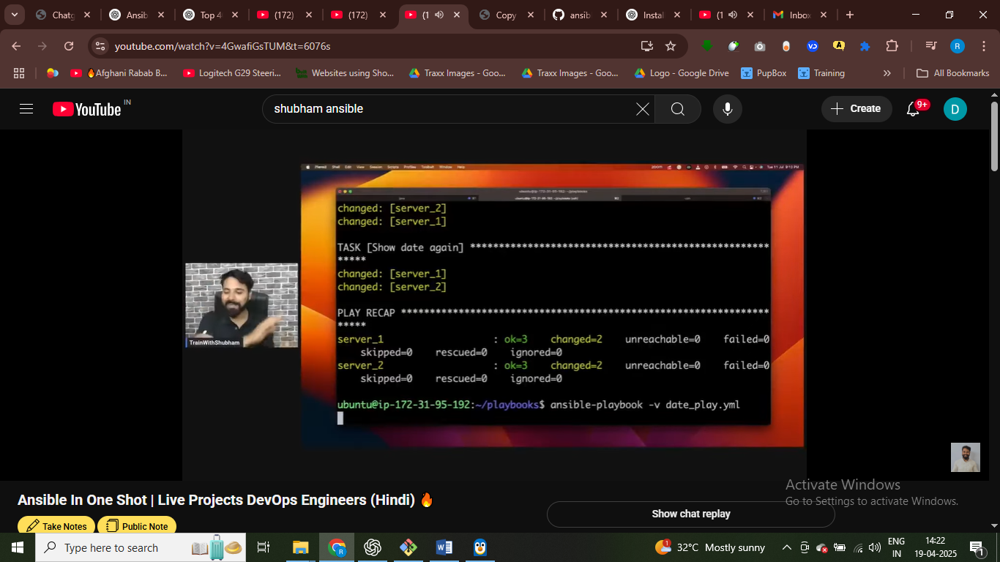 Chatg
Ansib
Top 4
(172)
(172)
(1
Copy
ansib
Instal
(1
Inbox
youtube.com/watch?v=4GwafiGsTUM&t=6076s
R
🔥Afghani Rabab B...
Logitech G29 Steeri...
Websites using Sho...
Traxx Images - Goo...
Traxx Images - Goo...
Logo - Google Drive
PupBox
Training
All Bookmarks
YouTube IN
shubham ansible
Create
9+
D
changed: [server_2]
changed: [server_1]
TASK [Show date again] ****************************************************
*****
changed: [server_1]
changed: [server_2]
PLAY RECAP ****************************************************************
*****
server_1 : ok=3 changed=2 unreachable=0 failed=0
skipped=0 rescued=0 ignored=0
server_2 : ok=3 changed=2 unreachable=0 failed=0
skipped=0 rescued=0 ignored=0
ubuntu@ip-172-31-95-192:~/playbooks$ ansible-playbook -v date_play.yml
TrainWithShubham
Activate Windows
Go to Settings to activate Windows.
Ansible In One Shot | Live Projects DevOps Engineers (Hindi) 🔥
Show chat replay
Take Notes
Public Note
Type here to search
32°C Mostly sunny
ENG
IN
14:22
19-04-2025
1